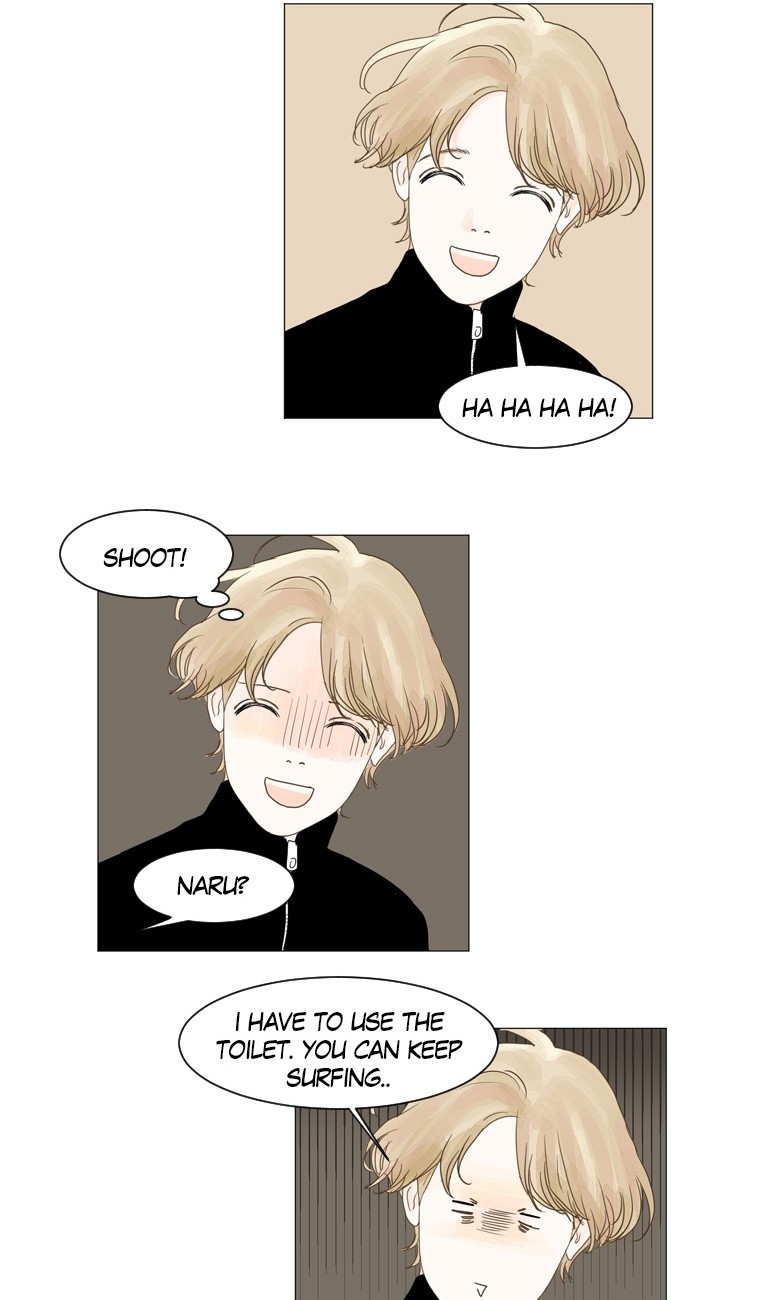 HA HA HA HA!
SHOOT!
NARU?
I HAVE TO USE THE
TOILET. YOU CAN KEEP
SURFING..